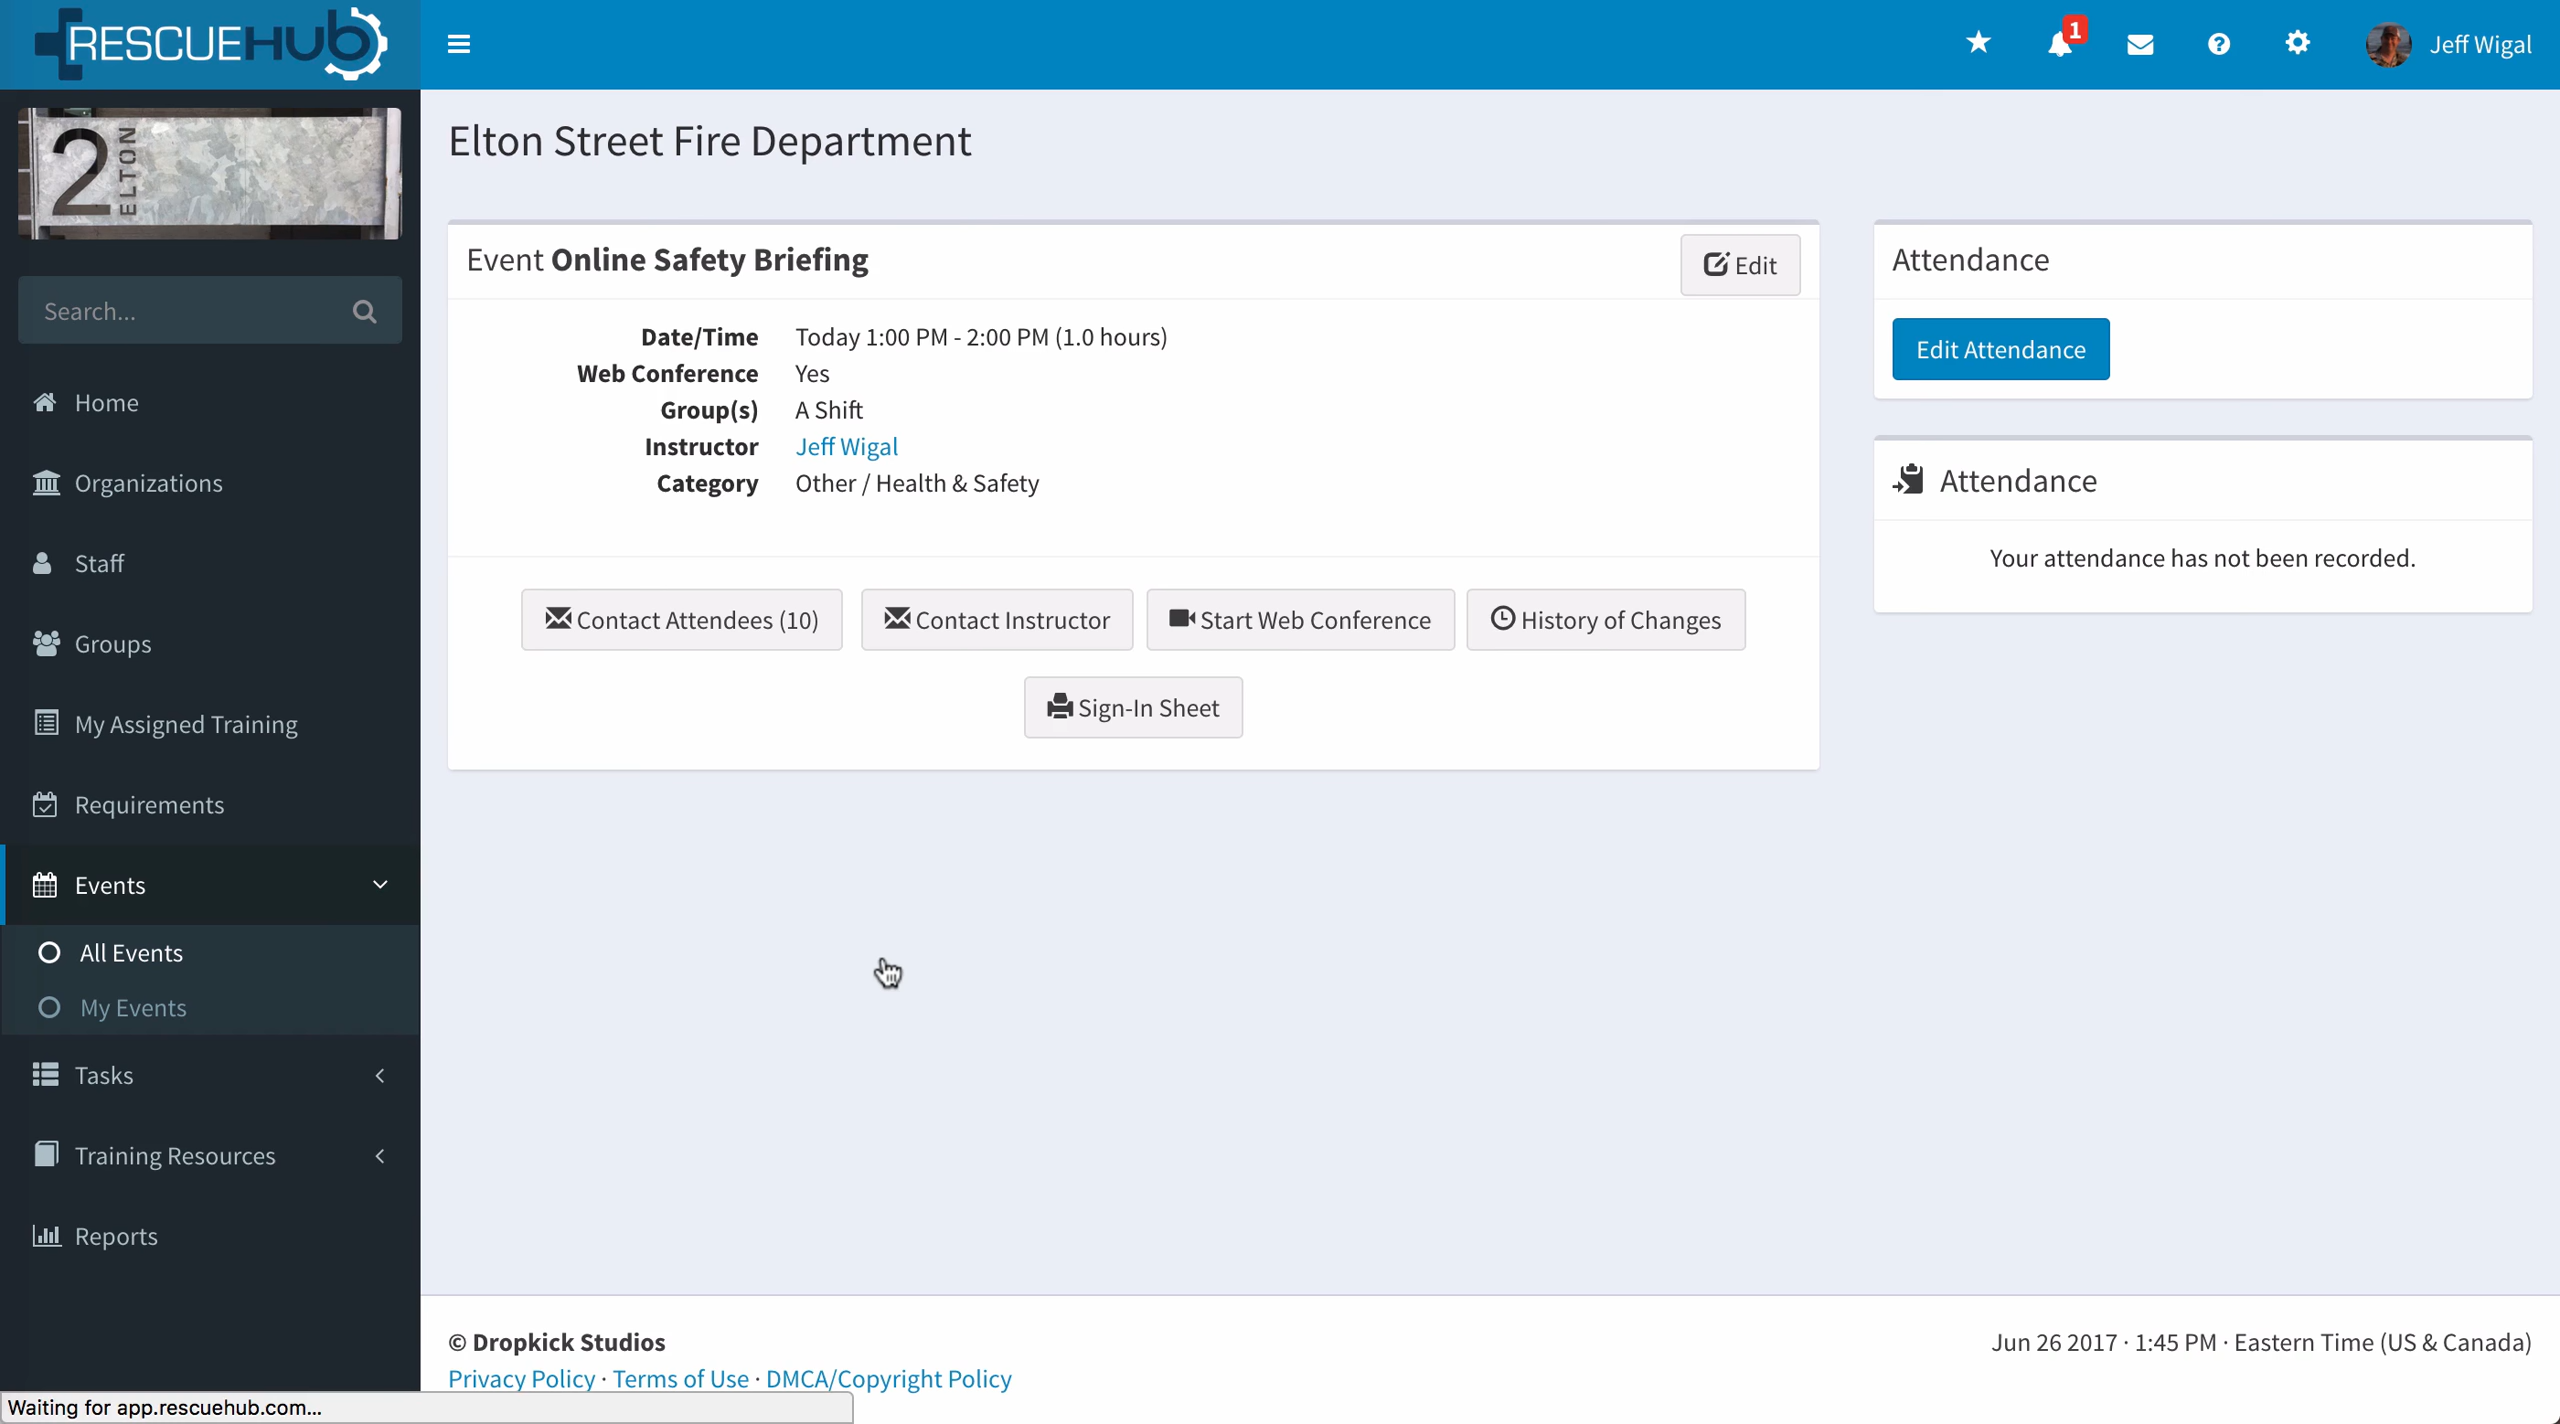 RESCUEHUb
1
Jeff Wigal
2 ELTON
Search...
Home
Organizations
Staff
Groups
My Assigned Training
Requirements
Events
All Events
My Events
Tasks
Training Resources
Reports
Elton Street Fire Department
Event Online Safety Briefing
Edit
Date/Time Today 1:00 PM - 2:00 PM (1.0 hours)
Web Conference Yes
Group(s) A Shift
Instructor Jeff Wigal
Category Other / Health & Safety
Contact Attendees (10)
Contact Instructor
Start Web Conference
History of Changes
Sign-In Sheet
Attendance
Edit Attendance
Attendance
Your attendance has not been recorded.
© Dropkick Studios
Privacy Policy · Terms of Use · DMCA/Copyright Policy
Jun 26 2017 · 1:45 PM · Eastern Time (US & Canada)
Waiting for app.rescuehub.com...